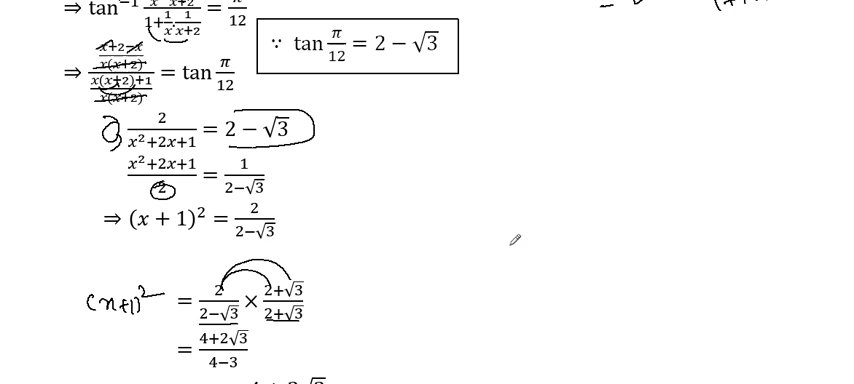 ⇒ tan⁻¹ (1/x - 1/(x+2))/(1+1/x·1/(x+2)) = π/12
∵ tan π/12 = 2 − √3
⇒ ((x+2−x)/(x(x+2)))/((x(x+2)+1)/(x(x+2))) = tan π/12
2/(x²+2x+1) = 2 − √3
(x²+2x+1)/2 = 1/(2−√3)
⇒ (x + 1)² = 2/(2−√3)
(x+1)² = 2/(2−√3) × (2+√3)/(2+√3)
= (4+2√3)/(4−3)